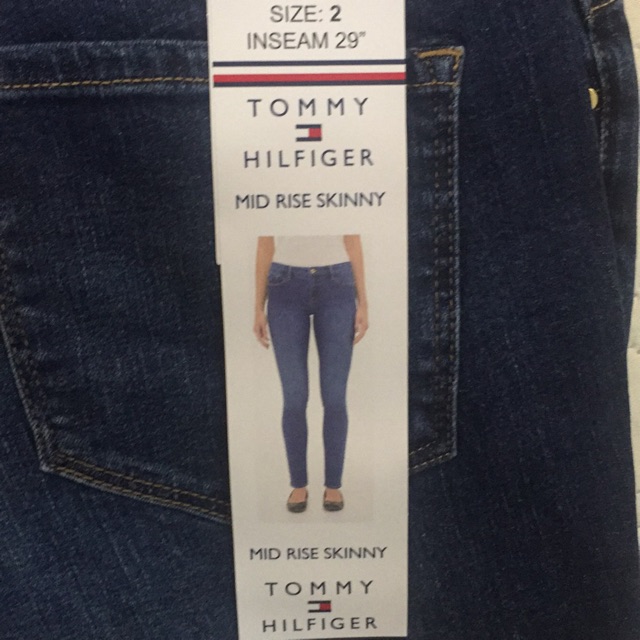 SIZE: 2
INSEAM 29"
TOMMY
HILFIGER
MID RISE SKINNY
MID RISE SKINNY
TOMMY
HILFIGER